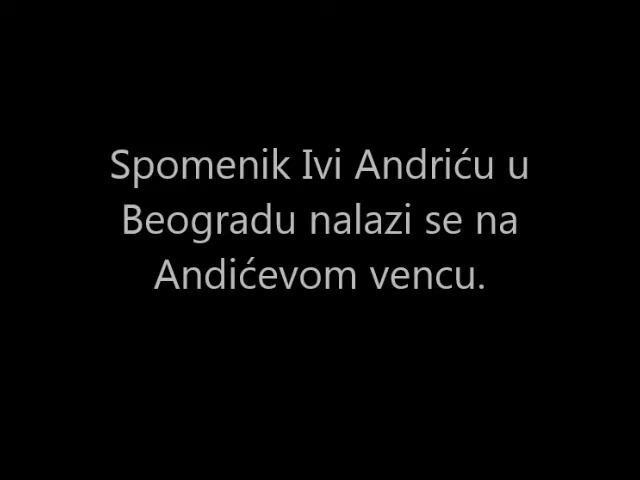 Spomenik Ivi Andriću u
Beogradu nalazi se na
Andićevom vencu.